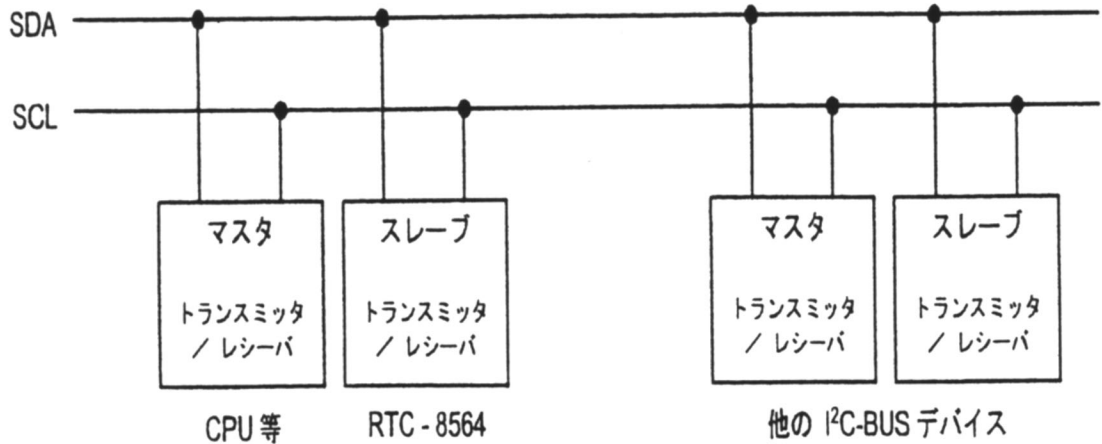 SDA
SCL
マスタ
トランスミッタ
／ レシーバ
スレーブ
トランスミッタ
／ レシーバ
マスタ
トランスミッタ
／ レシーバ
スレーブ
トランスミッタ
／ レシーバ
CPU 等
RTC - 8564
他の I²C-BUS デバイス